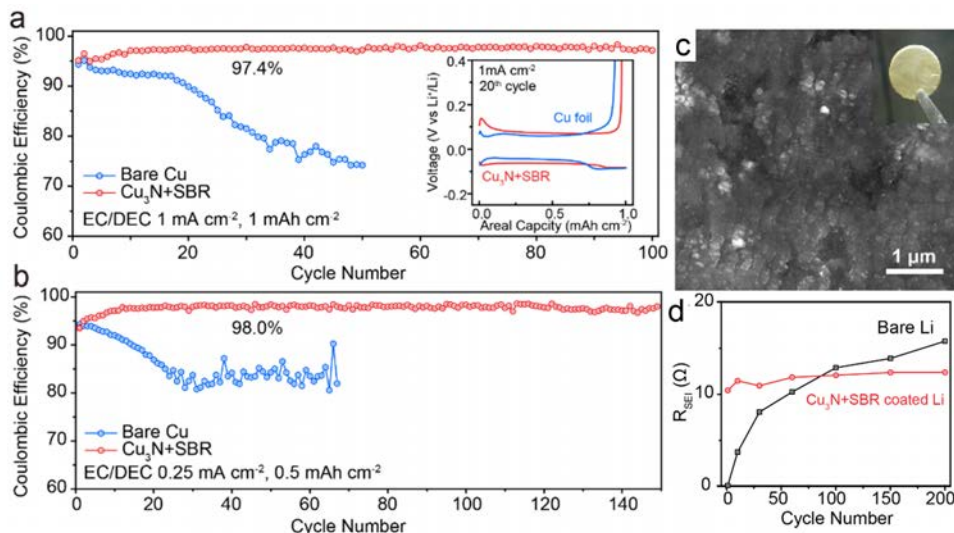 a
Coulombic Efficiency (%)
100
90
80
70
60
97.4%
Bare Cu
Cu₃N+SBR
EC/DEC 1 mA cm⁻², 1 mAh cm⁻²
0 20 40 60 80 100
Cycle Number
1mA cm⁻²
20th cycle
Cu foil
Cu₃N+SBR
Voltage (V vs Li⁺/Li)
0.4
0.2
0.0
-0.2
0.0 0.5 1.0
Areal Capcity (mAh cm⁻²)
b
Coulombic Efficiency (%)
100
90
80
70
60
98.0%
Bare Cu
Cu₃N+SBR
EC/DEC 0.25 mA cm⁻², 0.5 mAh cm⁻²
0 20 40 60 80 100 120 140
Cycle Number
c
1 µm
d
R_SEI (Ω)
20
10
0
Bare Li
Cu₃N+SBR coated Li
0 50 100 150 200
Cycle Number